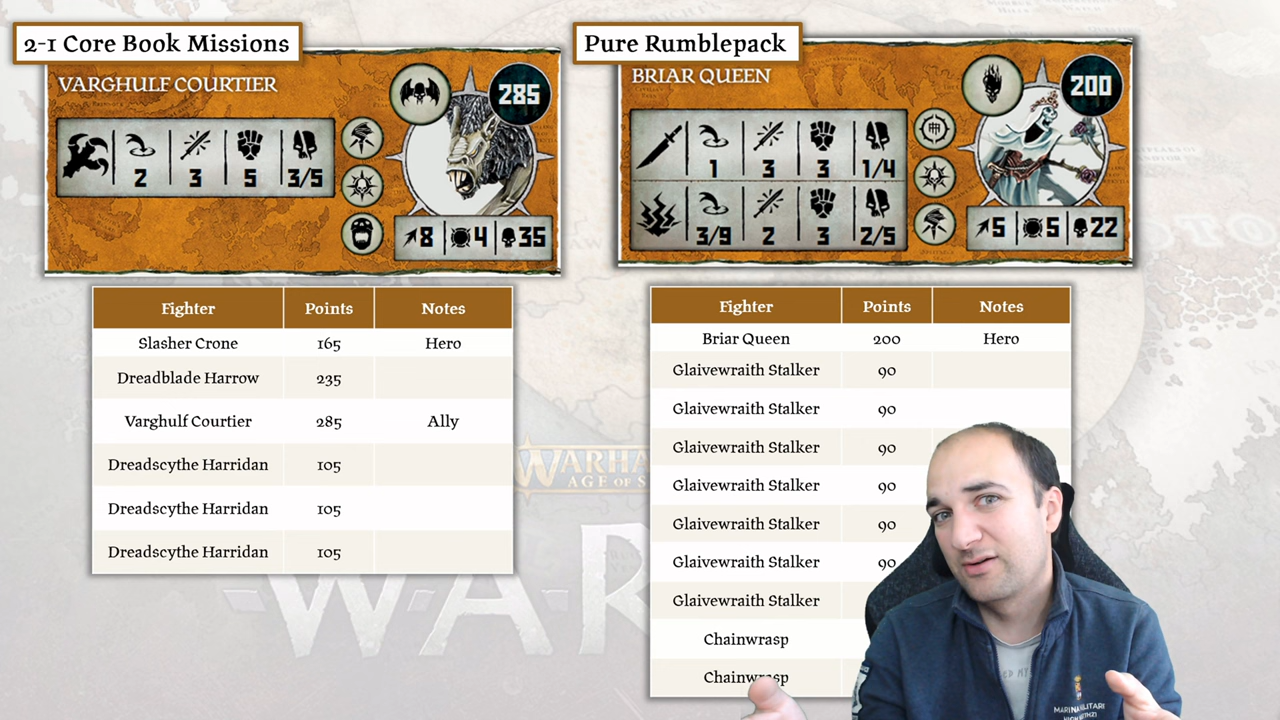 2-1 Core Book Missions
VARGHULF COURTIER
285
2 3 5 3/5
8 4 35
Fighter Points Notes
Slasher Crone 165 Hero
Dreadblade Harrow 235
Varghulf Courtier 285 Ally
Dreadscythe Harridan 105
Dreadscythe Harridan 105
Dreadscythe Harridan 105
Pure Rumblepack
BRIAR QUEEN
200
1 3 3 1/4
3/9 2 3 2/5
5 5 22
Fighter Points Notes
Briar Queen 200 Hero
Glaivewraith Stalker 90
Glaivewraith Stalker 90
Glaivewraith Stalker 90
Glaivewraith Stalker 90
Glaivewraith Stalker 90
Glaivewraith Stalker 90
Glaivewraith Stalker
Chainwrasp
Chainwrasp
WARHA
AGE OF S
WAR